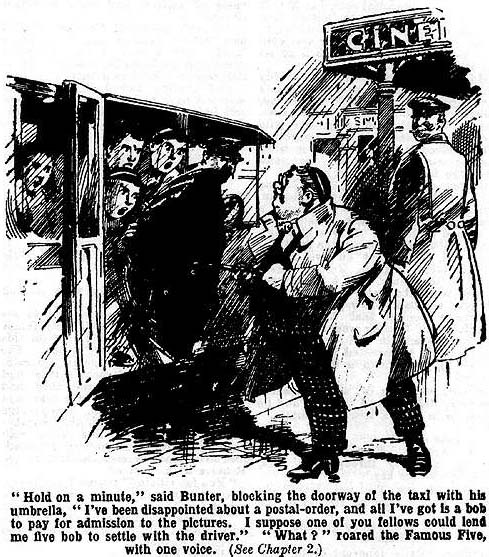 CINE
"Hold on a minute," said Bunter, blocking the doorway of the taxi with his
umbrella, "I've been disappointed about a postal-order, and all I've got is a bob
to pay for admission to the pictures. I suppose one of you fellows could lend
me five bob to settle with the driver." "What?" roared the Famous Five,
with one voice. (See Chapter 2.)